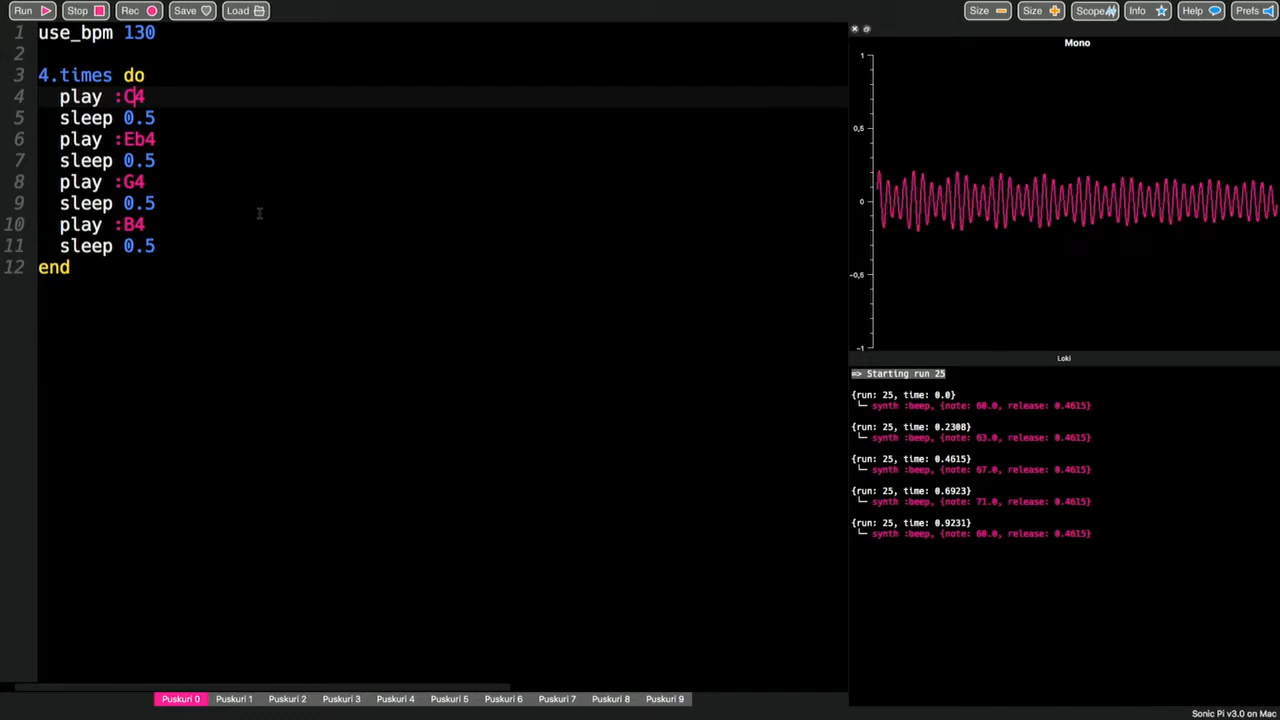 Run Stop Rec Save Load Size Size Scope Info Help Prefs
1 use_bpm 130
2
3 4.times do
4 play :C4
5 sleep 0.5
6 play :Eb4
7 sleep 0.5
8 play :G4
9 sleep 0.5
10 play :B4
11 sleep 0.5
12 end
Mono
1
0,5
0
-0,5
-1
Loki
=> Starting run 25
{run: 25, time: 0.0}
└─ synth :beep, {note: 60.0, release: 0.4615}
{run: 25, time: 0.2308}
└─ synth :beep, {note: 63.0, release: 0.4615}
{run: 25, time: 0.4615}
└─ synth :beep, {note: 67.0, release: 0.4615}
{run: 25, time: 0.6923}
└─ synth :beep, {note: 71.0, release: 0.4615}
{run: 25, time: 0.9231}
└─ synth :beep, {note: 60.0, release: 0.4615}
Puskuri 0 Puskuri 1 Puskuri 2 Puskuri 3 Puskuri 4 Puskuri 5 Puskuri 6 Puskuri 7 Puskuri 8 Puskuri 9
Sonic Pi v3.0 on Mac